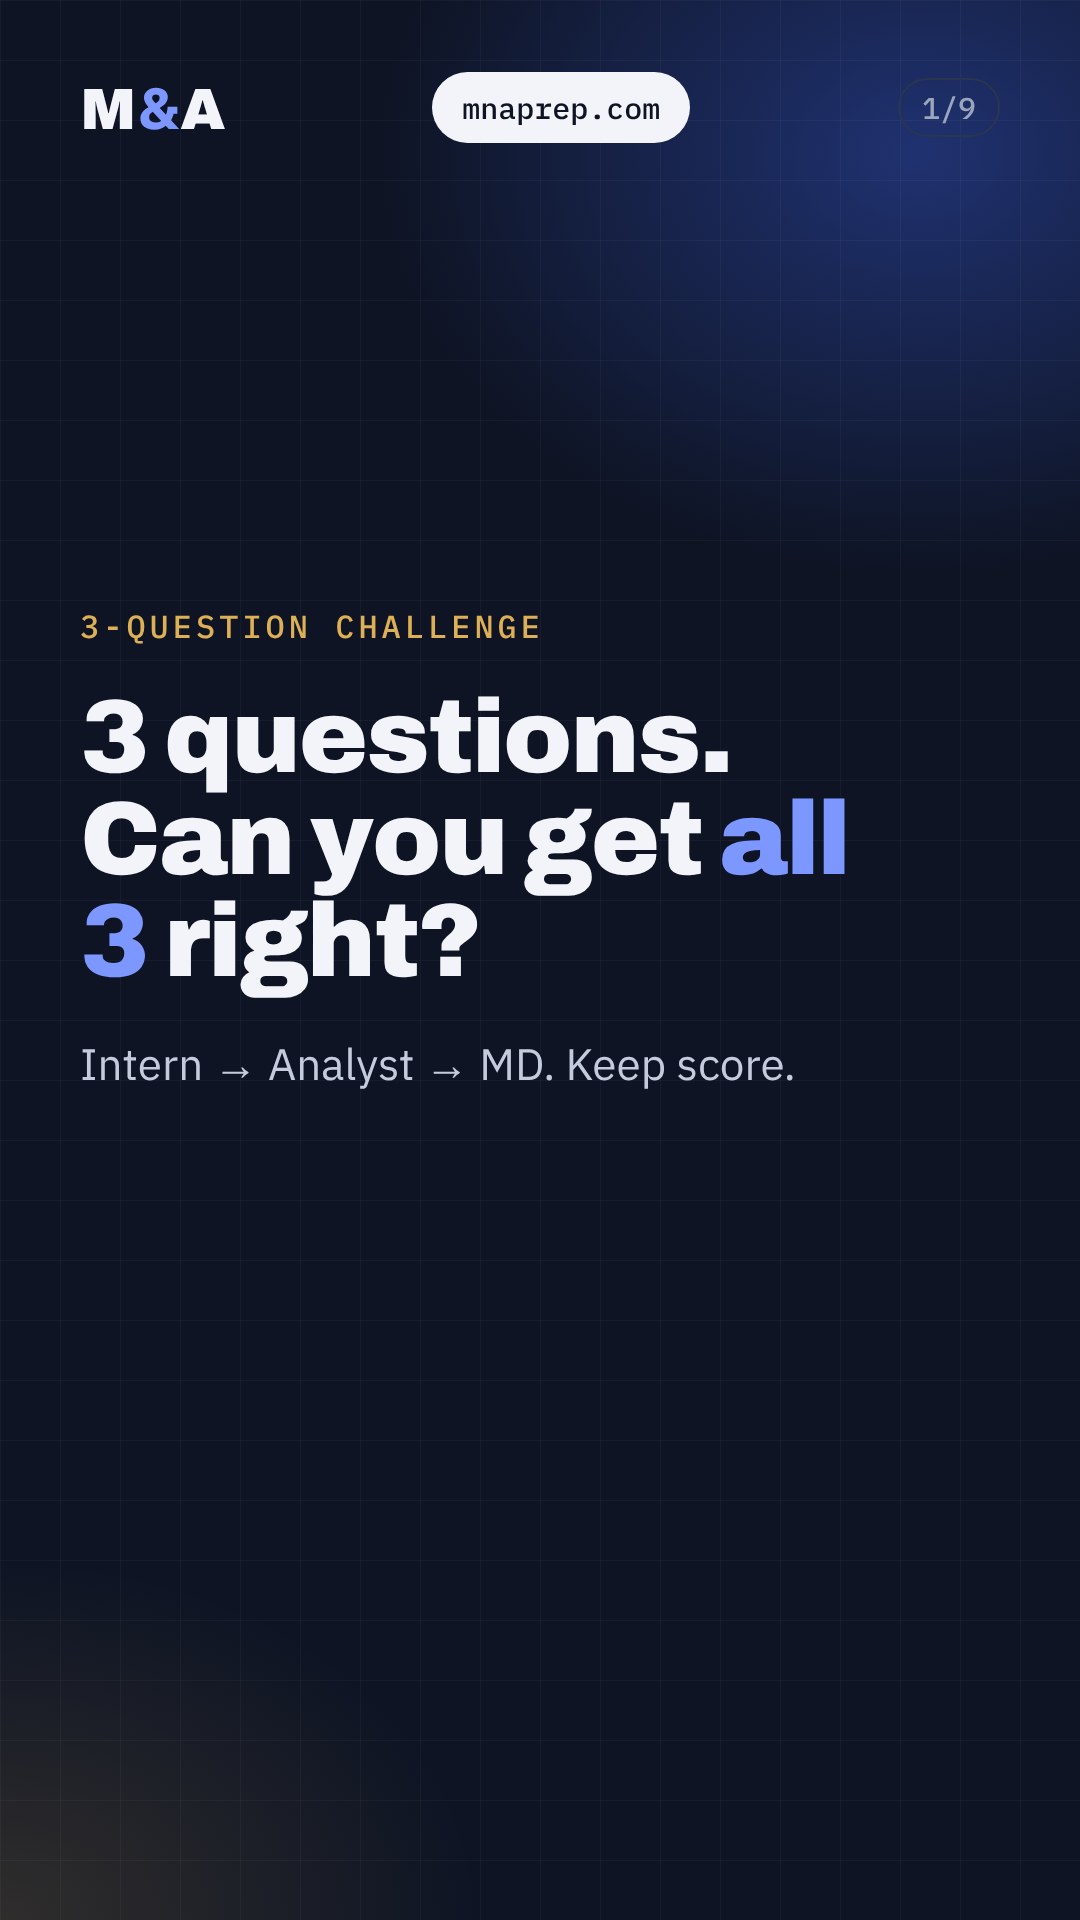 M&A
mnaprep.com
1/9
3-QUESTION CHALLENGE
3 questions.
Can you get all
3 right?
Intern → Analyst → MD. Keep score.